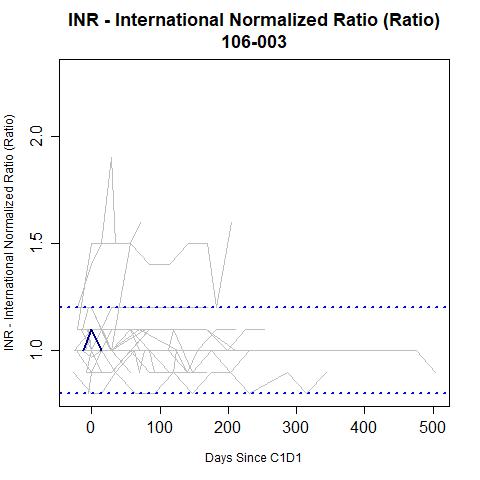 INR - International Normalized Ratio (Ratio)
106-003
INR - International Normalized Ratio (Ratio)
2.0
1.5
1.0
0 100 200 300 400 500
Days Since C1D1